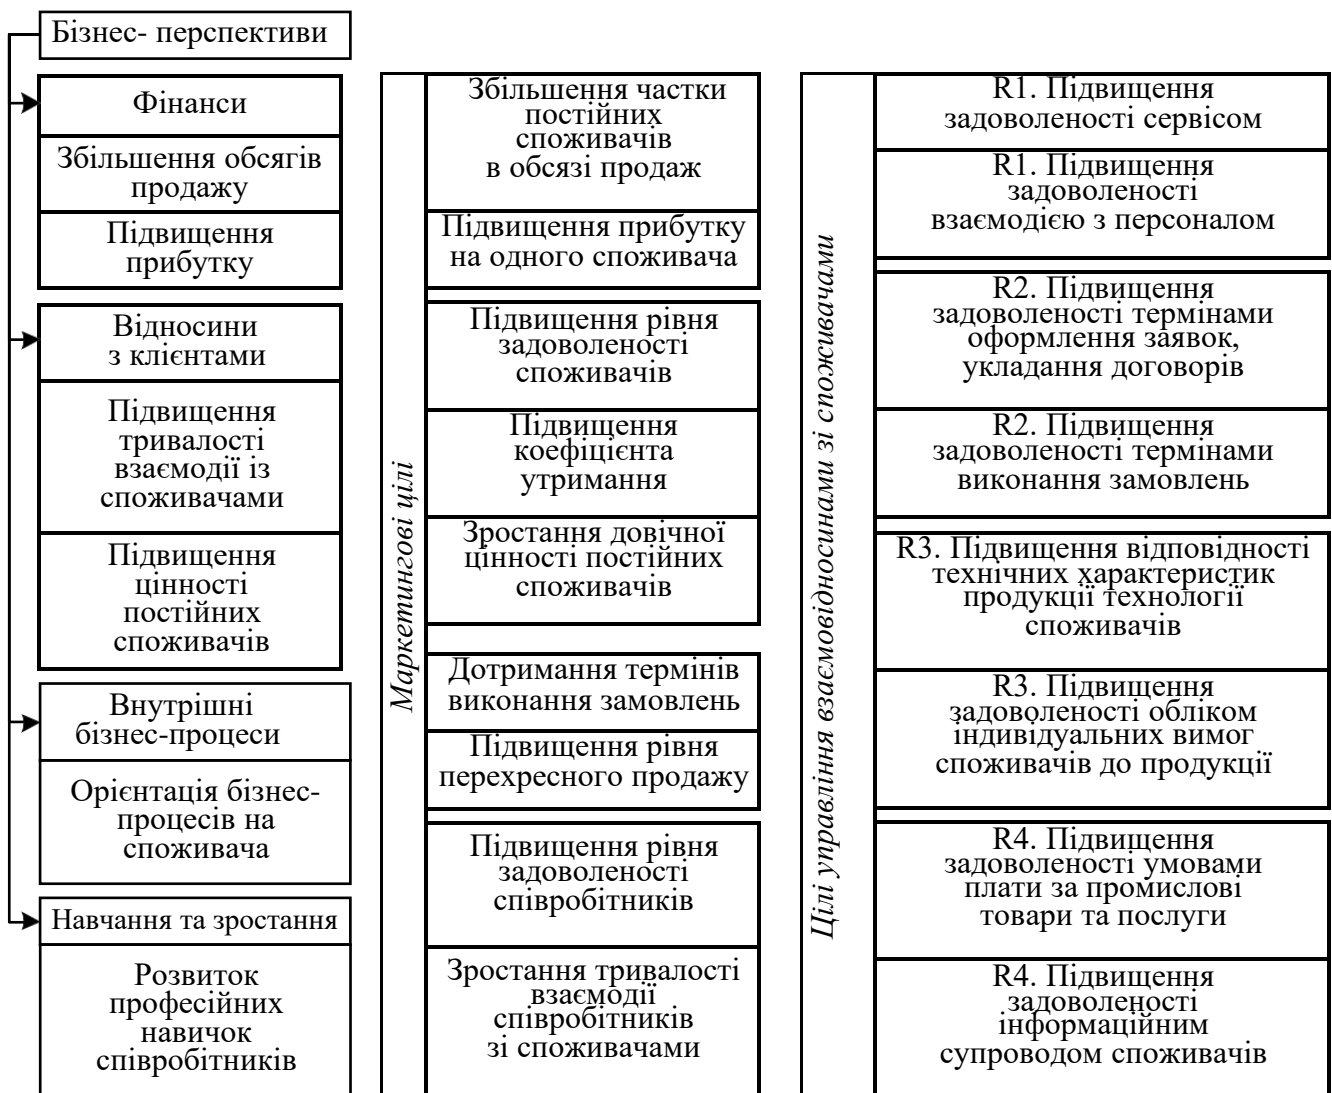 Бізнес- перспективи
Фінанси
Збільшення обсягів
продажу
Підвищення
прибутку
Відносини
з клієнтами
Підвищення
тривалості
взаємодії із
споживачами
Підвищення
цінності
постійних
споживачів
Внутрішні
бізнес-процеси
Орієнтація бізнес-
процесів на
споживача
Навчання та зростання
Розвиток
професійних
навичок
співробітників
Маркетингові цілі
Збільшення частки
постійних
споживачів
в обсязі продаж
Підвищення прибутку
на одного споживача
Підвищення рівня
задоволеності
споживачів
Підвищення
коефіцієнта
утримання
Зростання довічної
цінності постійних
споживачів
Дотримання термінів
виконання замовлень
Підвищення рівня
перехресного продажу
Підвищення рівня
задоволеності
співробітників
Зростання тривалості
взаємодії
співробітників
зі споживачами
Цілі управління взаємовідносинами зі споживачами
R1. Підвищення
задоволеності сервісом
R1. Підвищення
задоволеності
взаємодією з персоналом
R2. Підвищення
задоволеності термінами
оформлення заявок,
укладання договорів
R2. Підвищення
задоволеності термінами
виконання замовлень
R3. Підвищення відповідності
технічних характеристик
продукції технології
споживачів
R3. Підвищення
задоволеності обліком
індивідуальних вимог
споживачів до продукції
R4. Підвищення
задоволеності умовами
плати за промислові
товари та послуги
R4. Підвищення
задоволеності
інформаційним
супроводом споживачів